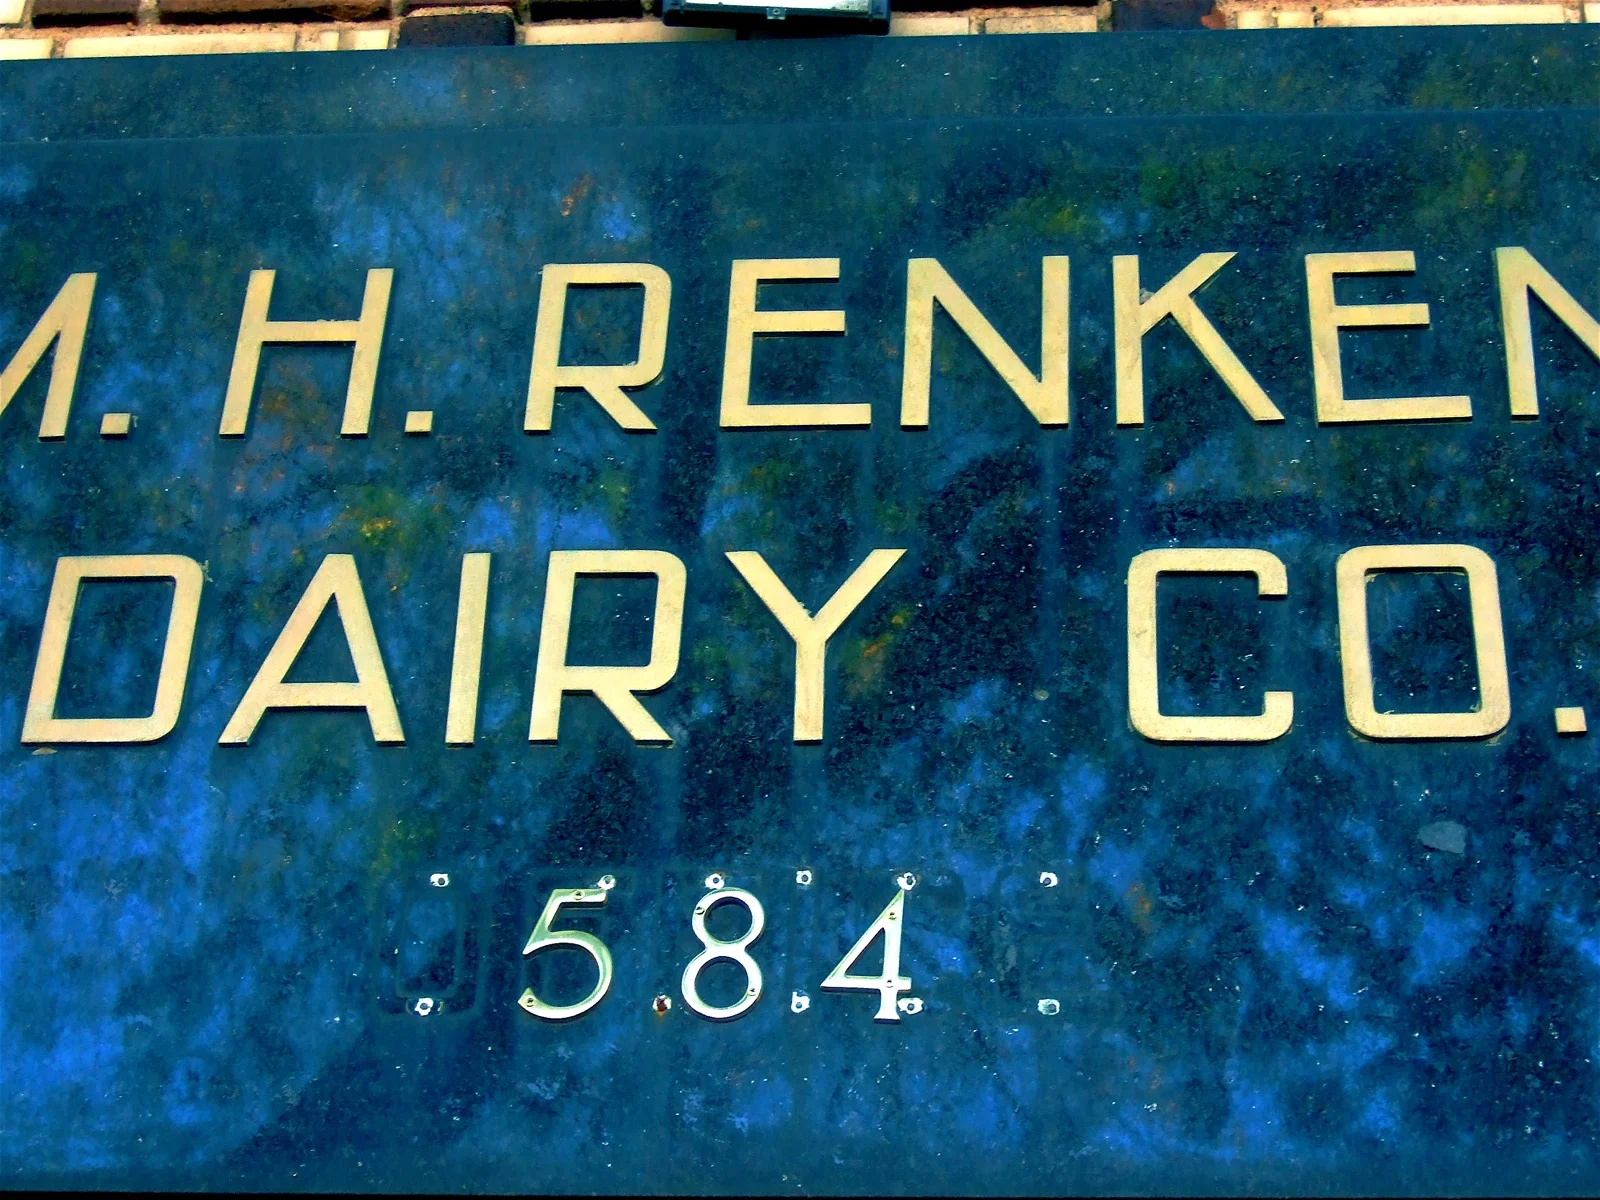 M. H. RENKEN
DAIRY CO.
584